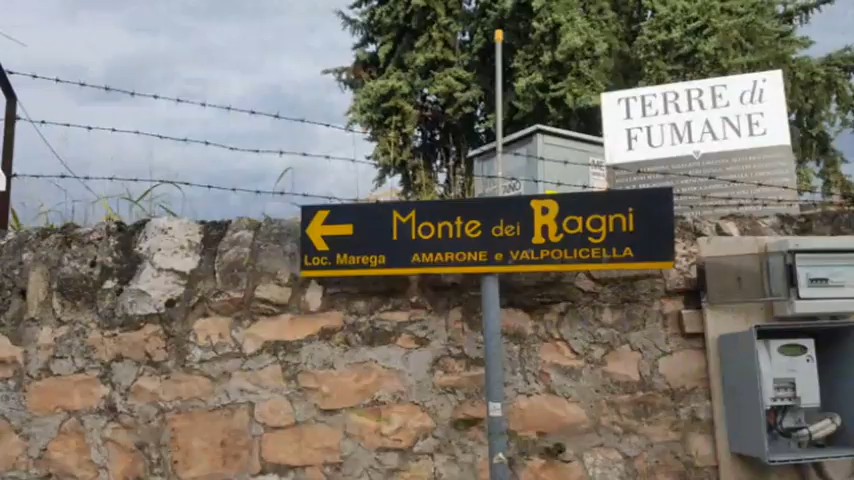 TERRE di
FUMANE
Monte dei Ragni
Loc. Marega
AMARONE e VALPOLICELLA